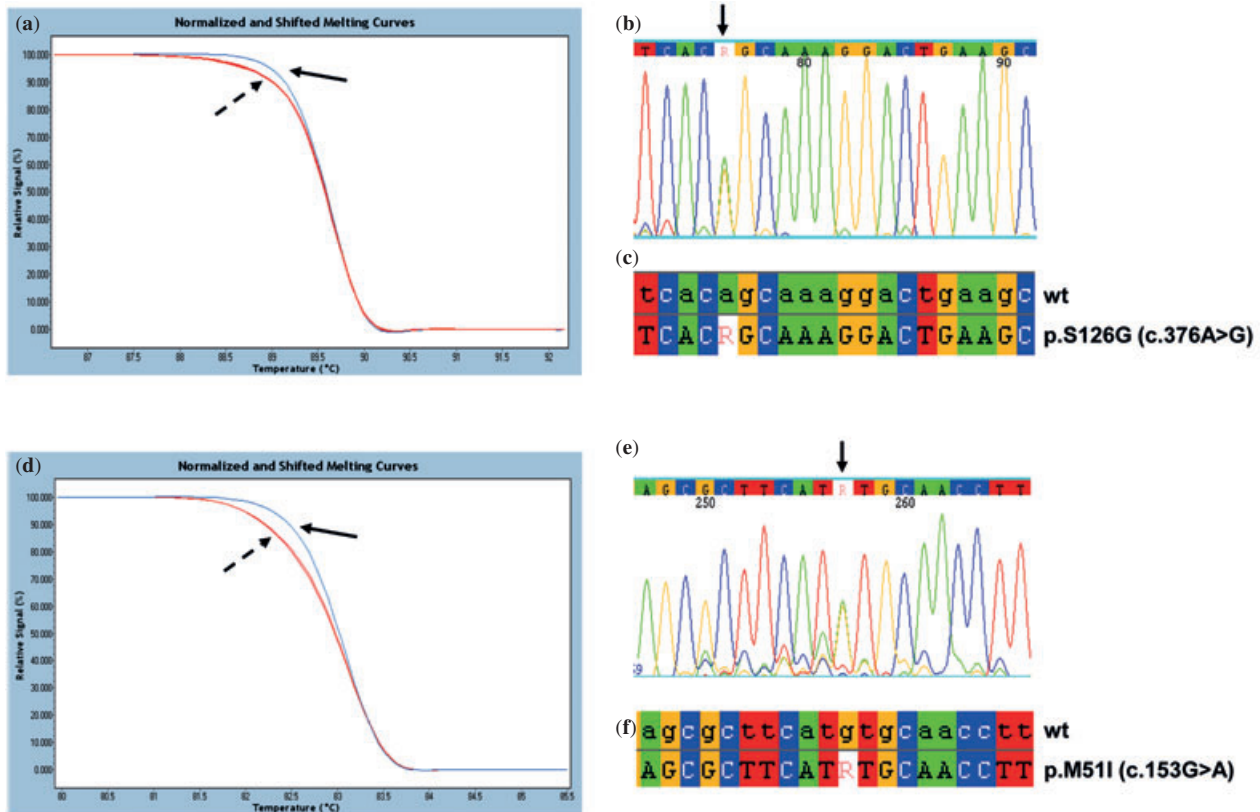 (a)
Normalized and Shifted Melting Curves
100.000
90.000
80.000
70.000
60.000
50.000
40.000
30.000
20.000
10.000
0.000
Relative Signal (%)
87 87.5 88 88.5 89 89.5 90 90.5 91 91.5 92
Temperature (°C)
(b)
T C A C R G C A A A G G A C T G A A G C
80 90
(c)
t c a c a g c a a a g g a c t g a a g c wt
T C A C R G C A A A G G A C T G A A G C p.S126G (c.376A>G)
(d)
Normalized and Shifted Melting Curves
100.000
90.000
80.000
70.000
60.000
50.000
40.000
30.000
20.000
10.000
0.000
Relative Signal (%)
80 80.5 81 81.5 82 82.5 83 83.5 84 84.5 85 85.5
Temperature (°C)
(e)
A G C G C T T C A T R T G C A A C C T T
250 260
(f)
a g c g c t t c a t g t g c a a c c t t wt
A G C G C T T C A T R T G C A A C C T T p.M51I (c.153G>A)